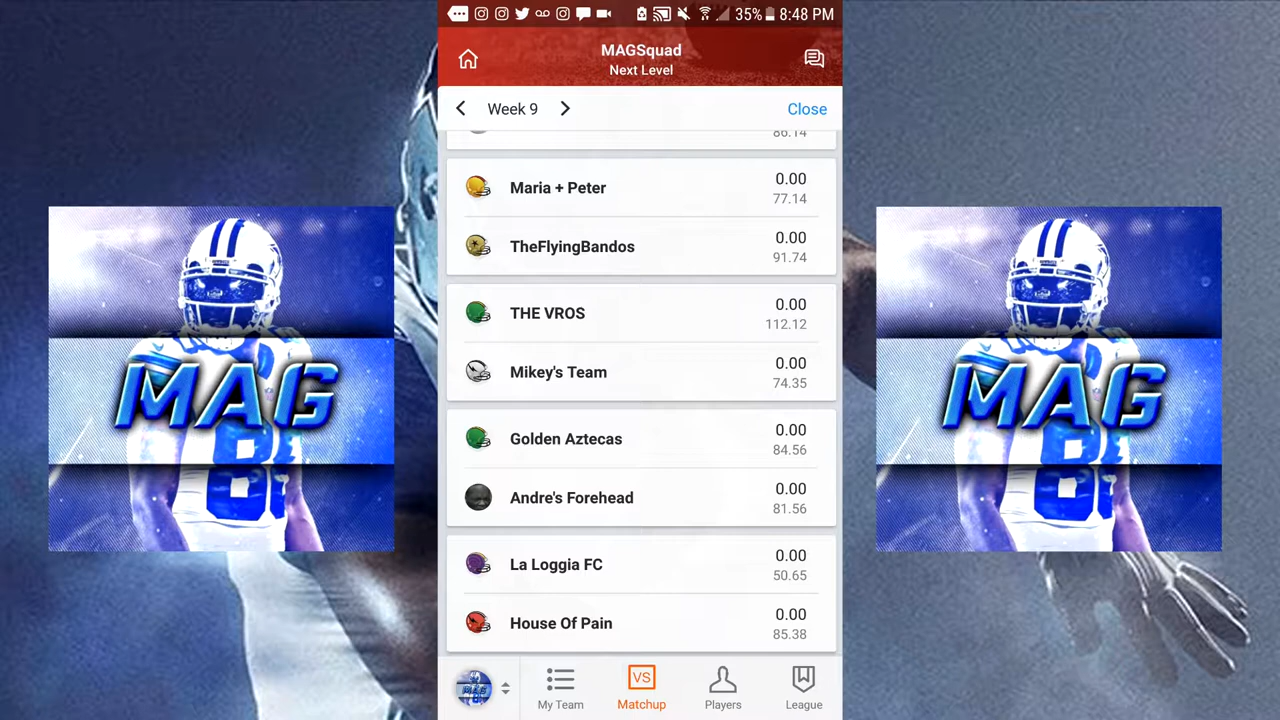 35% 8:48 PM
MAGSquad
Next Level
Week 9
Close
86.14
Maria + Peter
0.00
77.14
TheFlyingBandos
0.00
91.74
THE VROS
0.00
112.12
Mikey's Team
0.00
74.35
Golden Aztecas
0.00
84.56
Andre's Forehead
0.00
81.56
La Loggia FC
0.00
50.65
House Of Pain
0.00
85.38
MAG
MAG
MAG
VS
My Team
Matchup
Players
League